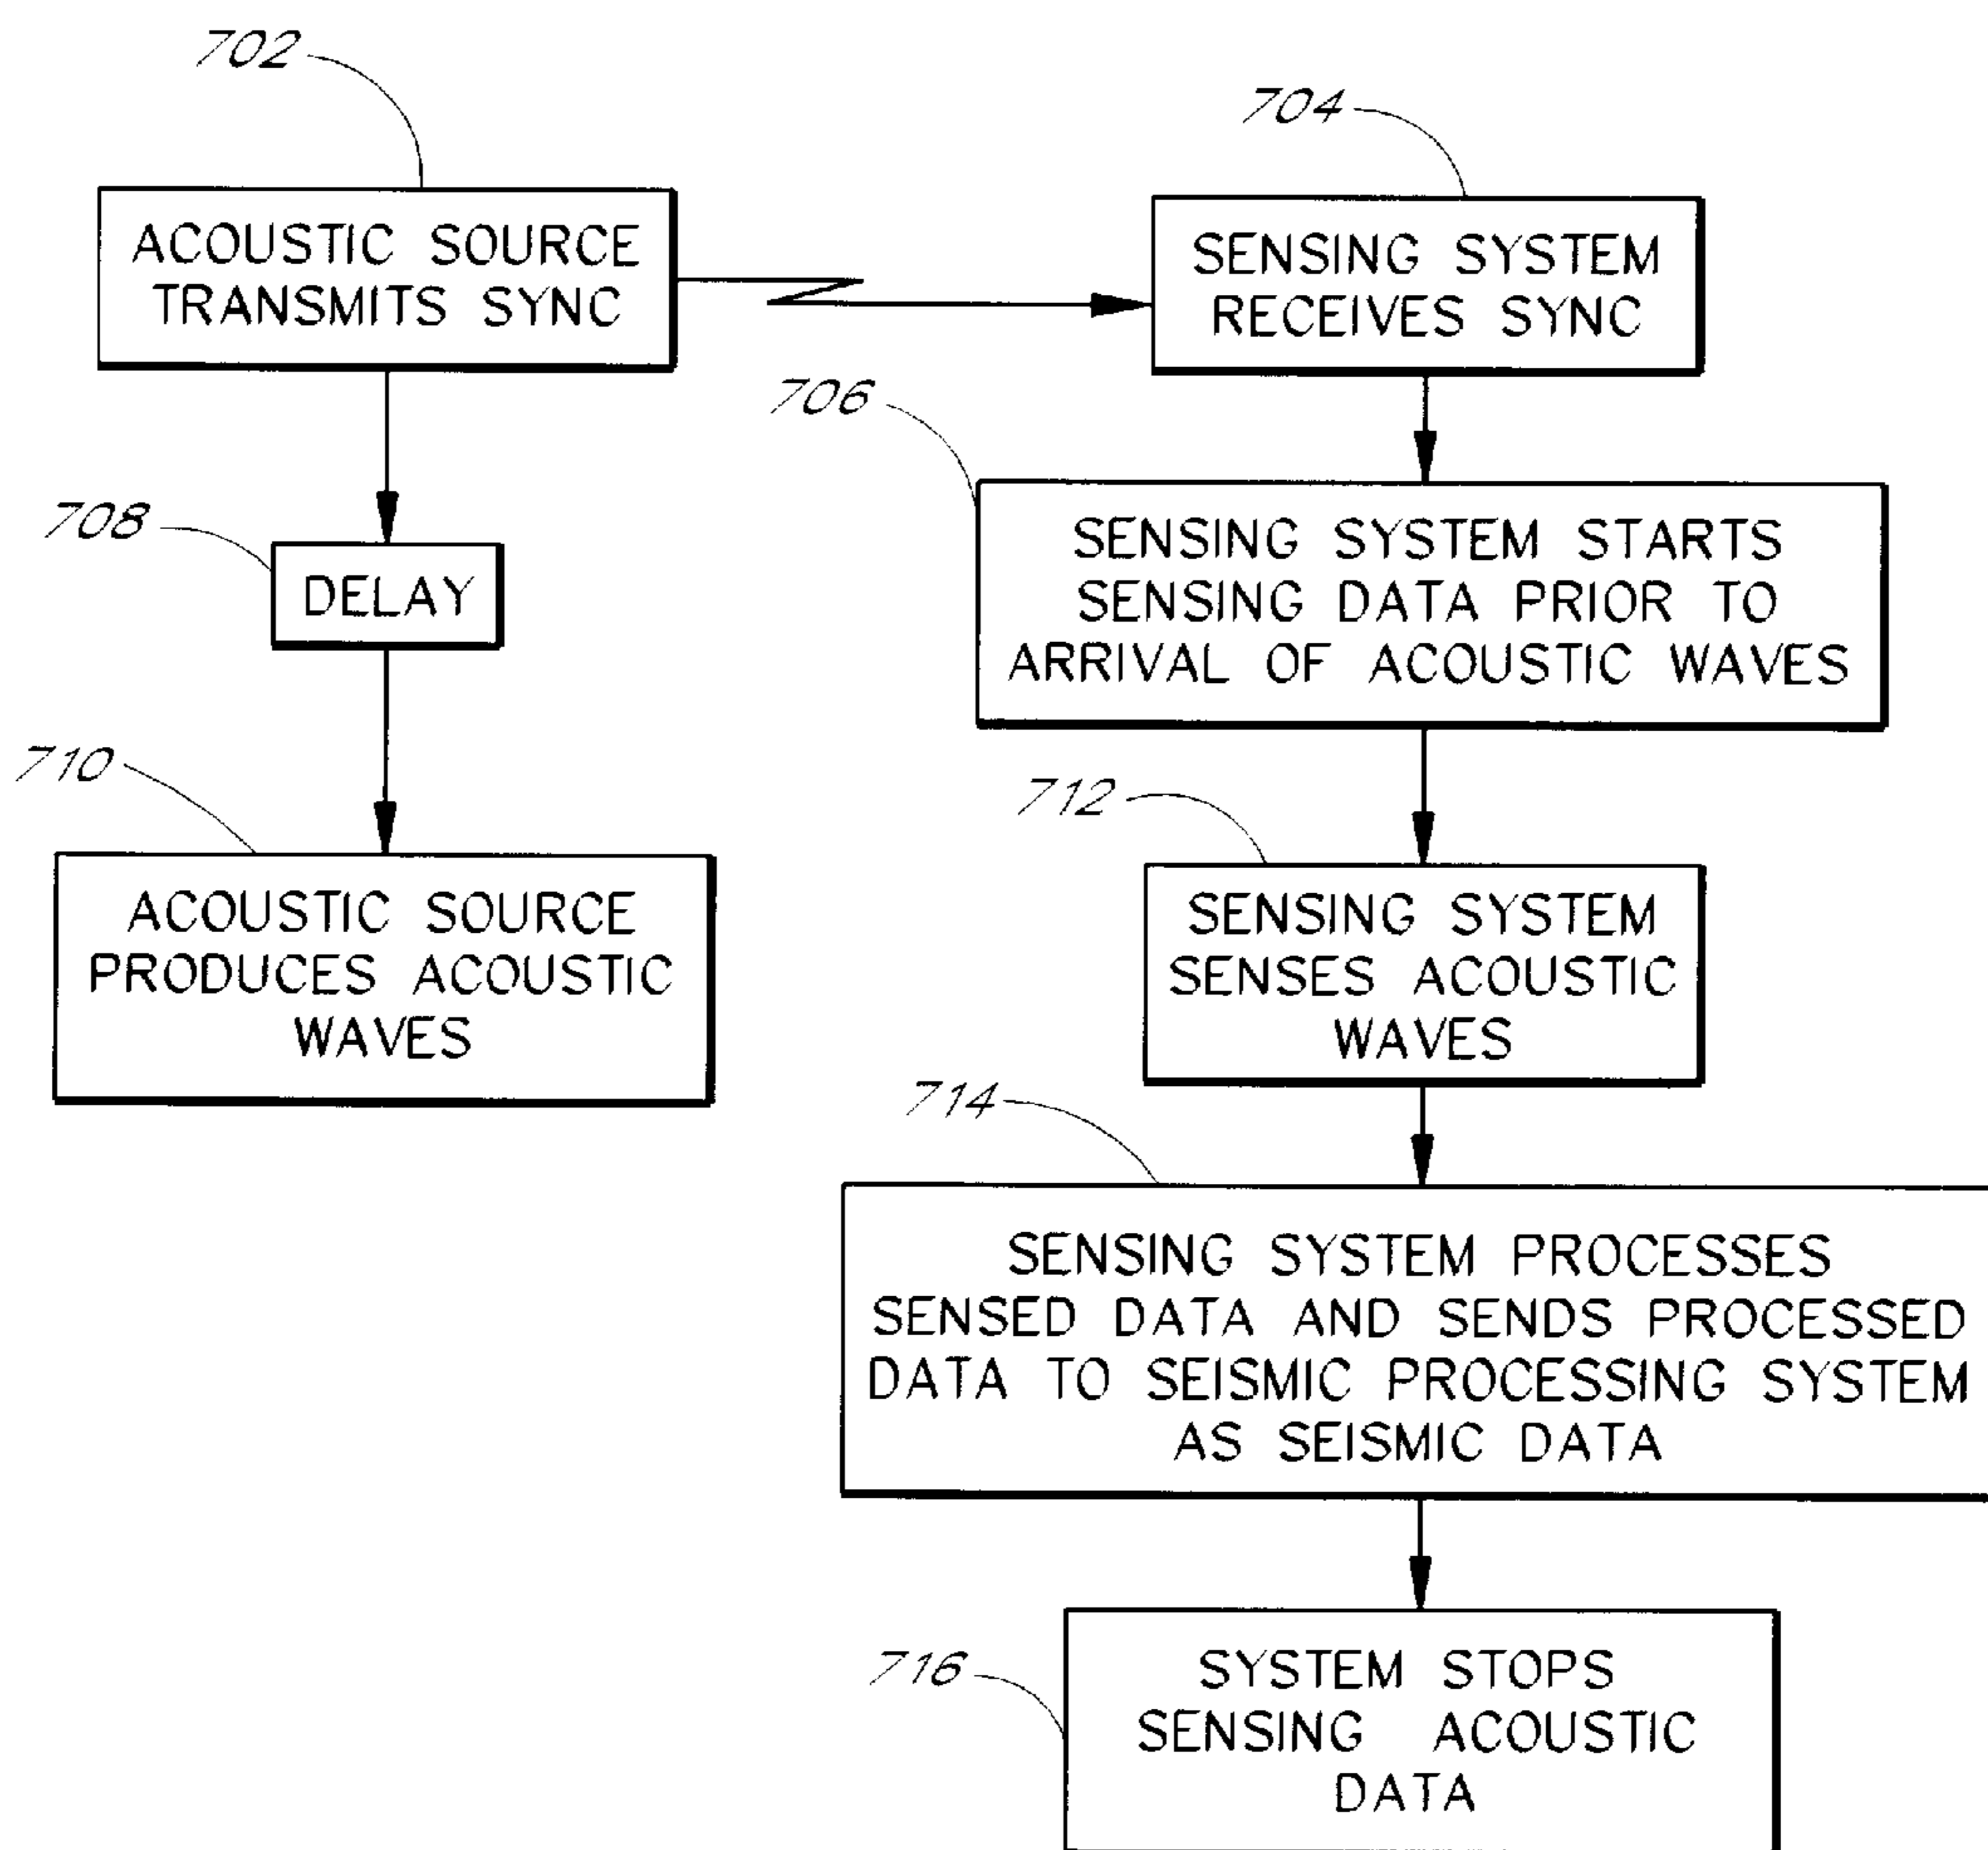 702
ACOUSTIC SOURCE
TRANSMITS SYNC
704
SENSING SYSTEM
RECEIVES SYNC
706
SENSING SYSTEM STARTS
SENSING DATA PRIOR TO
ARRIVAL OF ACOUSTIC WAVES
708
DELAY
710
ACOUSTIC SOURCE
PRODUCES ACOUSTIC
WAVES
712
SENSING SYSTEM
SENSES ACOUSTIC
WAVES
714
SENSING SYSTEM PROCESSES
SENSED DATA AND SENDS PROCESSED
DATA TO SEISMIC PROCESSING SYSTEM
AS SEISMIC DATA
716
SYSTEM STOPS
SENSING ACOUSTIC
DATA